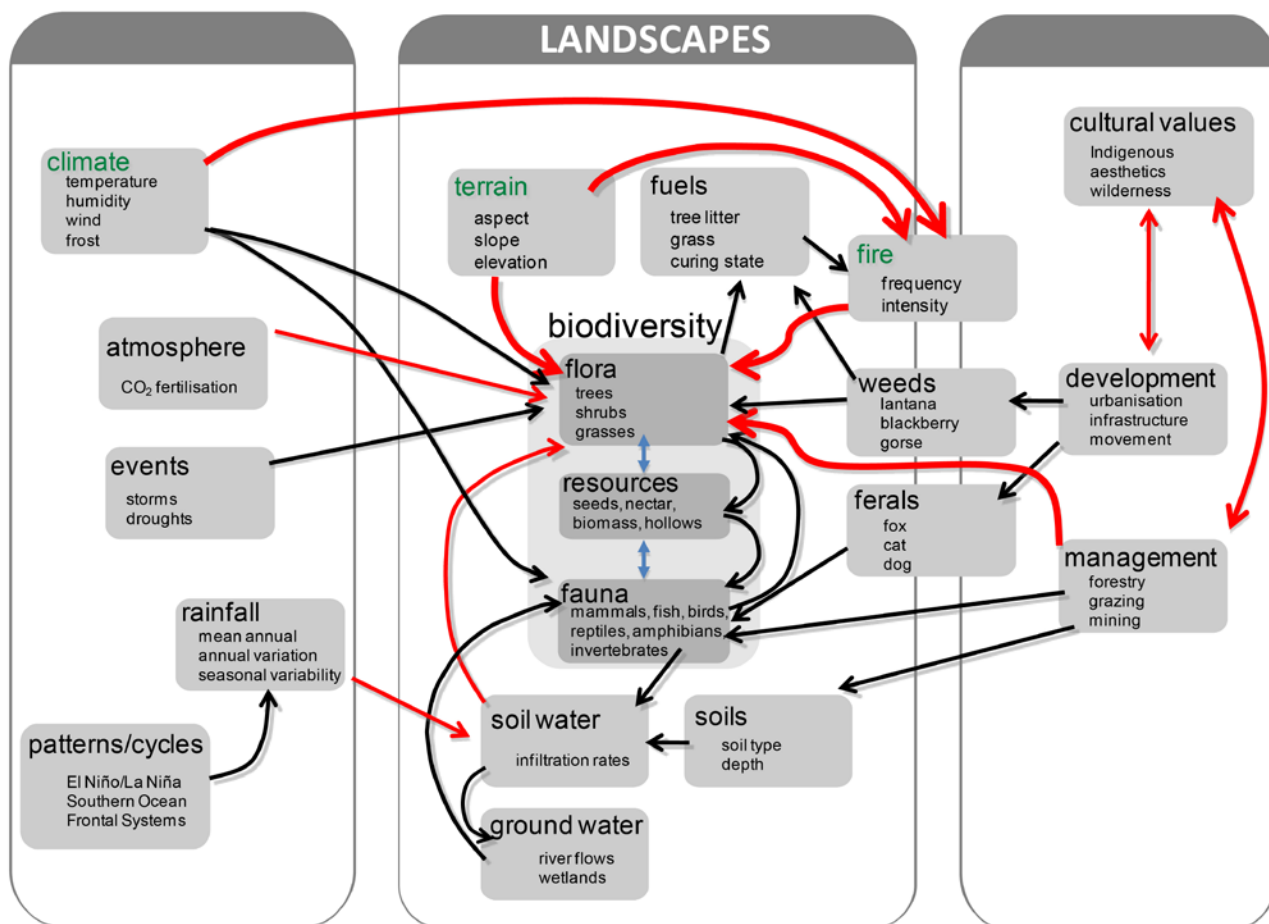 LANDSCAPES
climate
temperature
humidity
wind
frost
atmosphere
CO₂ fertilisation
events
storms
droughts
rainfall
mean annual
annual variation
seasonal variability
patterns/cycles
El Niño/La Niña
Southern Ocean
Frontal Systems
terrain
aspect
slope
elevation
fuels
tree litter
grass
curing state
fire
frequency
intensity
biodiversity
flora
trees
shrubs
grasses
resources
seeds, nectar,
biomass, hollows
fauna
mammals, fish, birds,
reptiles, amphibians,
invertebrates
weeds
lantana
blackberry
gorse
ferals
fox
cat
dog
soil water
infiltration rates
soils
soil type
depth
ground water
river flows
wetlands
cultural values
Indigenous
aesthetics
wilderness
development
urbanisation
infrastructure
movement
management
forestry
grazing
mining